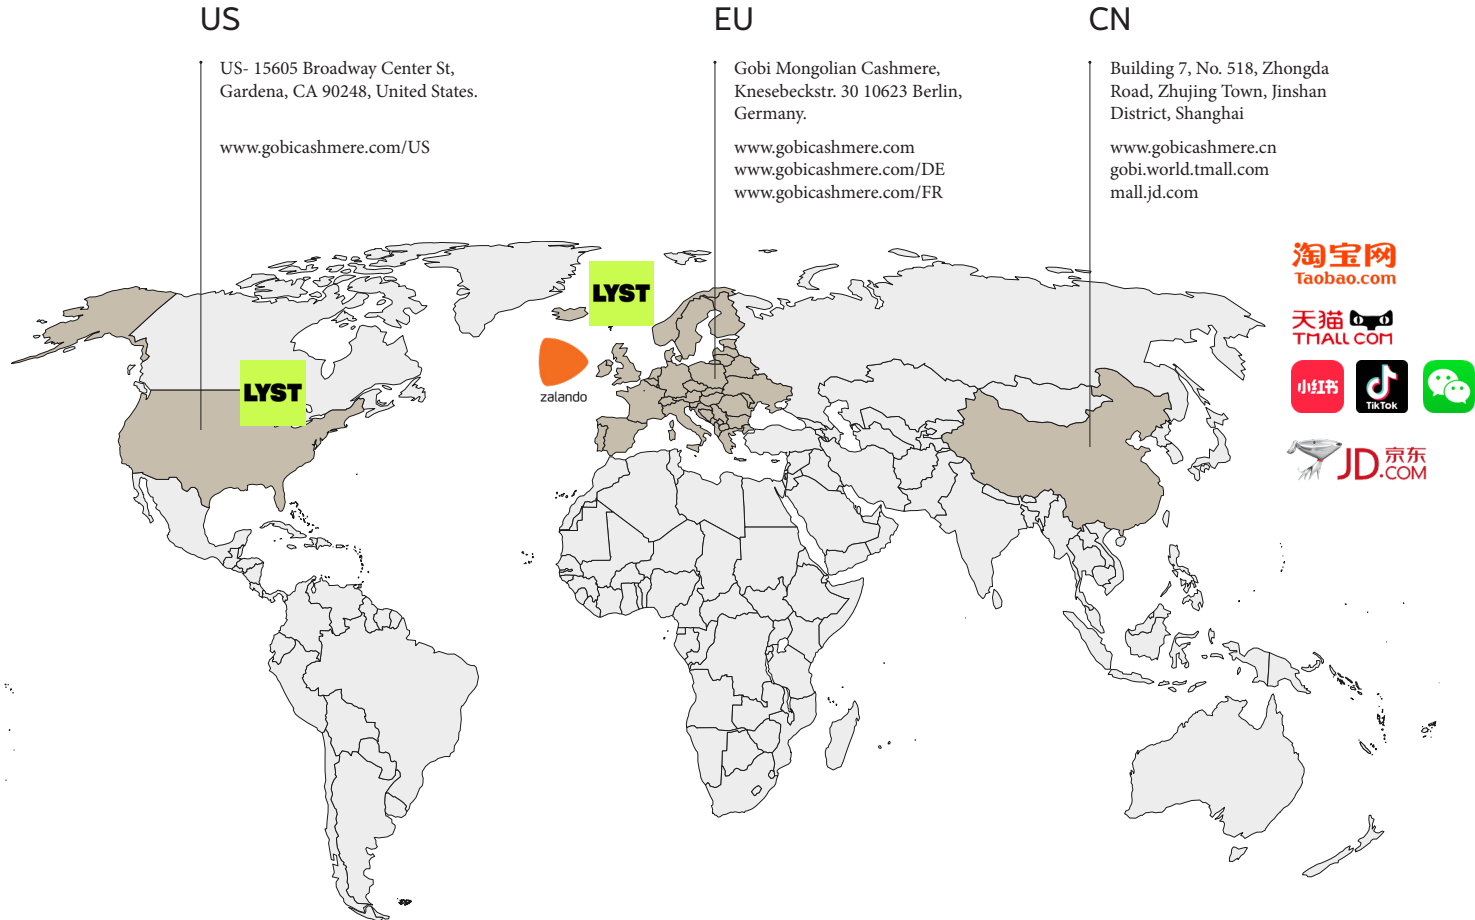 US
US- 15605 Broadway Center St,
Gardena, CA 90248, United States.
www.gobicashmere.com/US
EU
Gobi Mongolian Cashmere,
Knesebeckstr. 30 10623 Berlin,
Germany.
www.gobicashmere.com
www.gobicashmere.com/DE
www.gobicashmere.com/FR
CN
Building 7, No. 518, Zhongda
Road, Zhujing Town, Jinshan
District, Shanghai
www.gobicashmere.cn
gobi.world.tmall.com
mall.jd.com
LYST
LYST
zalando
淘宝网
Taobao.com
天猫
TMALL.COM
小红书
TikTok
京东
JD.COM